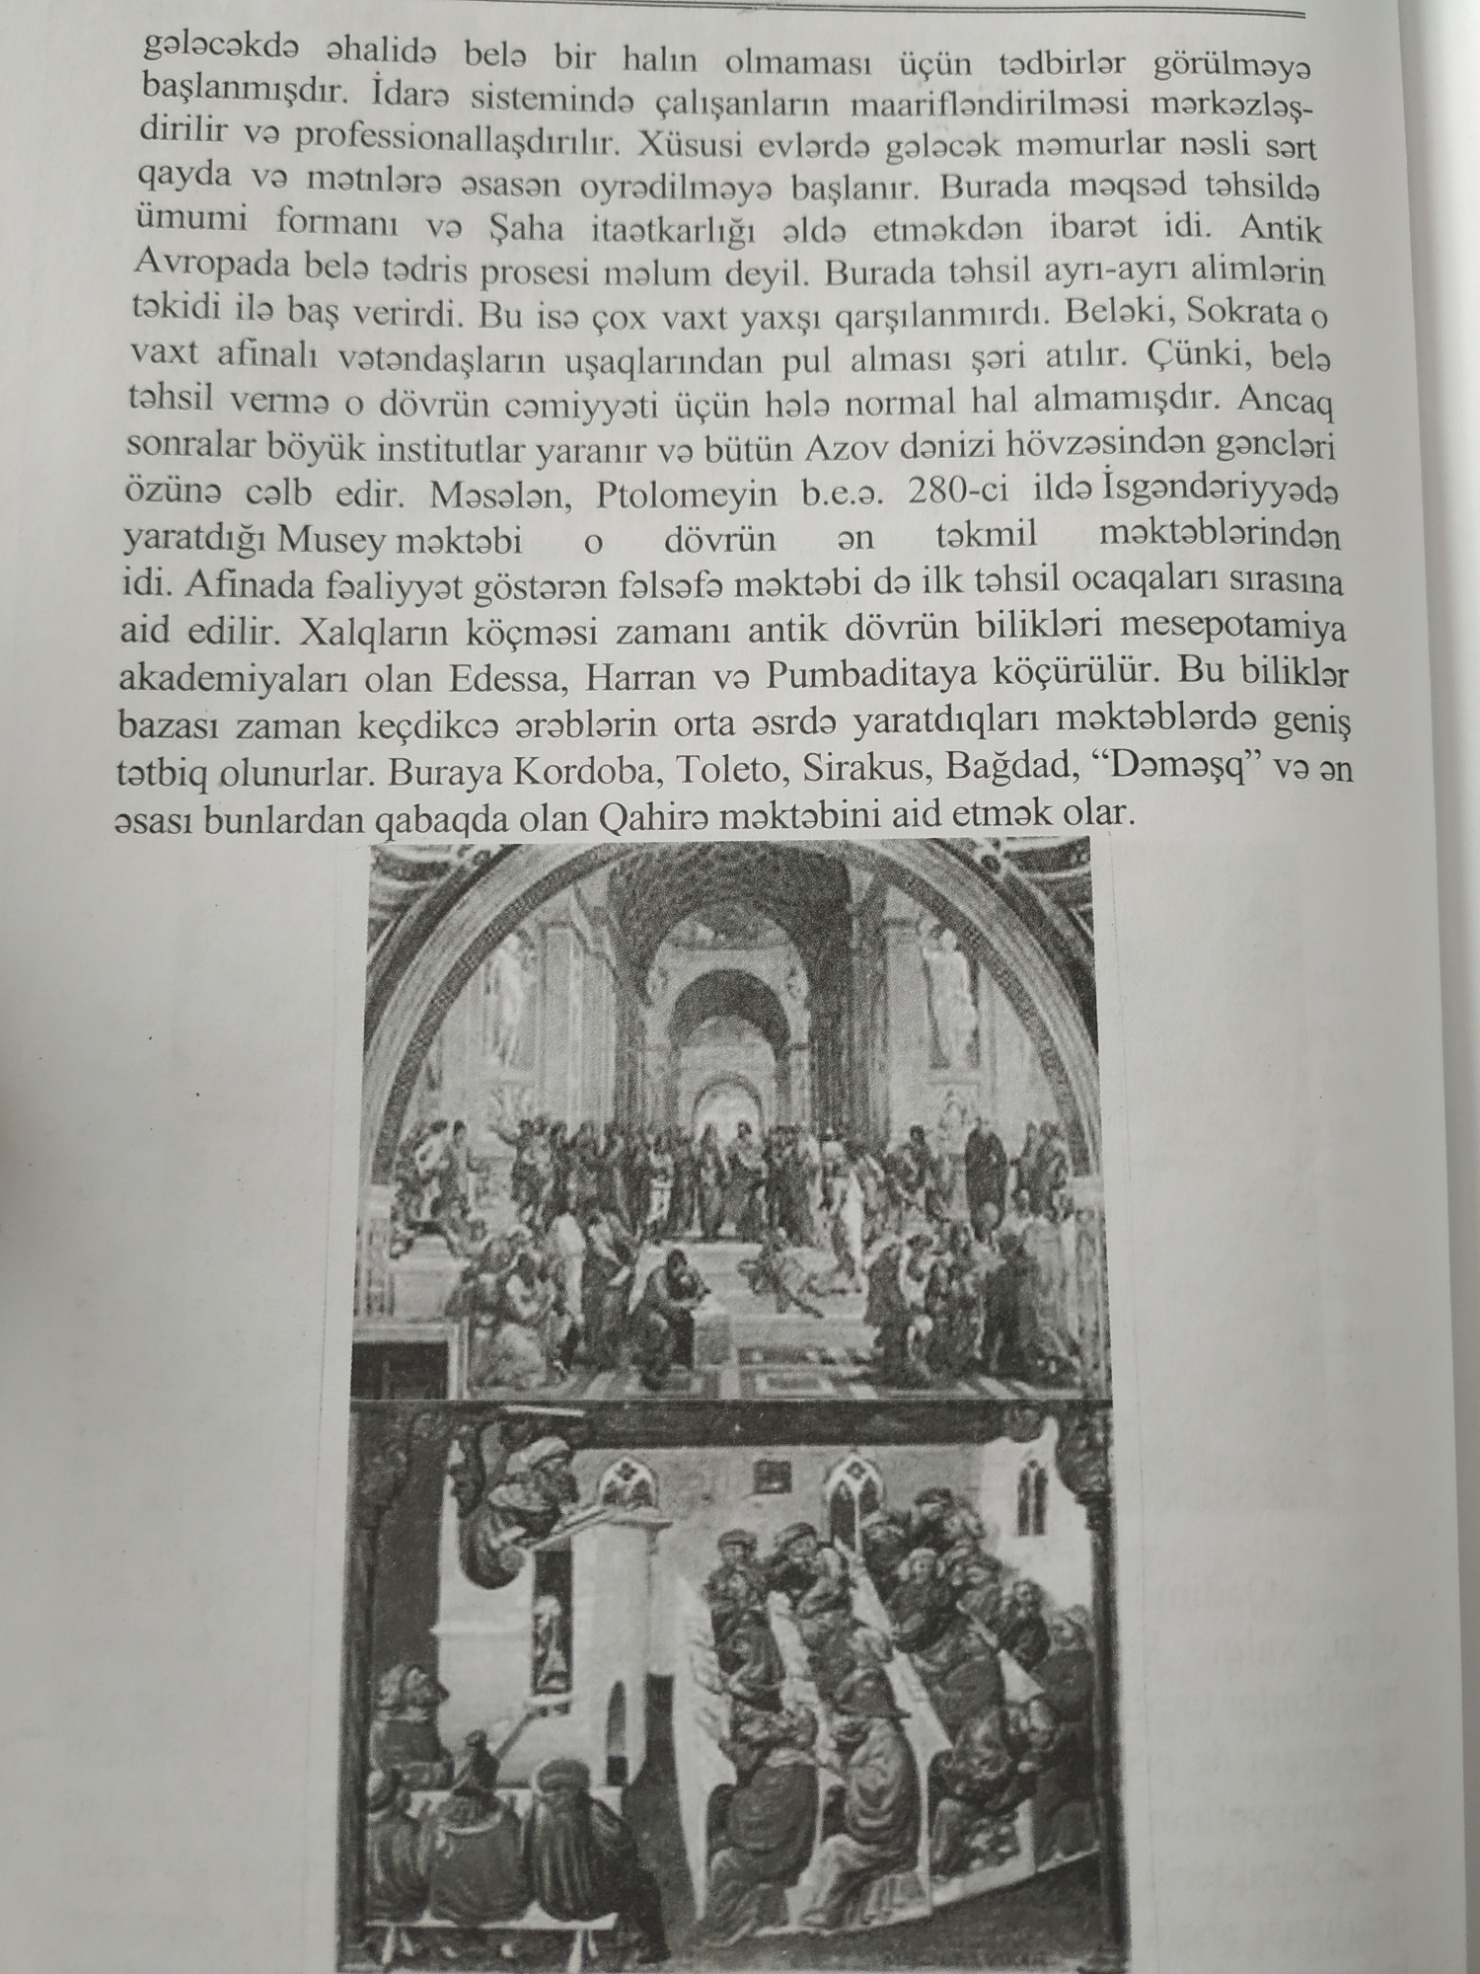 gələcəkdə əhalidə belə bir halın olmaması üçün tədbirlər görülməyə
başlanmışdır. İdarə sistemində çalışanların maarifləndirilməsi mərkəzləş-
dirilir və professionallaşdırılır. Xüsusi evlərdə gələcək məmurlar nəsli sərt
qayda və mətnlərə əsasən oyrədilməyə başlanır. Burada məqsəd təhsildə
ümumi formanı və Şaha itaətkarlığı əldə etməkdən ibarət idi. Antik
Avropada belə tədris prosesi məlum deyil. Burada təhsil ayrı-ayrı alimlərin
təkidi ilə baş verirdi. Bu isə çox vaxt yaxşı qarşılanmırdı. Beləki, Sokrata o
vaxt afinalı vətəndaşların uşaqlarından pul alması şəri atılır. Çünki, belə
təhsil vermə o dövrün cəmiyyəti üçün hələ normal hal almamışdır. Ancaq
sonralar böyük institutlar yaranır və bütün Azov dənizi hövzəsindən gəncləri
özünə cəlb edir. Məsələn, Ptolomeyin b.e.ə. 280-ci ildə İsgəndəriyyədə
yaratdığı Musey məktəbi o dövrün ən təkmil məktəblərindən
idi. Afinada fəaliyyət göstərən fəlsəfə məktəbi də ilk təhsil ocaqaları sırasına
aid edilir. Xalqların köçməsi zamanı antik dövrün bilikləri mesepotamiya
akademiyaları olan Edessa, Harran və Pumbaditaya köçürülür. Bu biliklər
bazası zaman keçdikcə ərəblərin orta əsrdə yaratdıqları məktəblərdə geniş
tətbiq olunurlar. Buraya Kordoba, Toleto, Sirakus, Bağdad, “Dəməşq” və ən
əsası bunlardan qabaqda olan Qahirə məktəbini aid etmək olar.